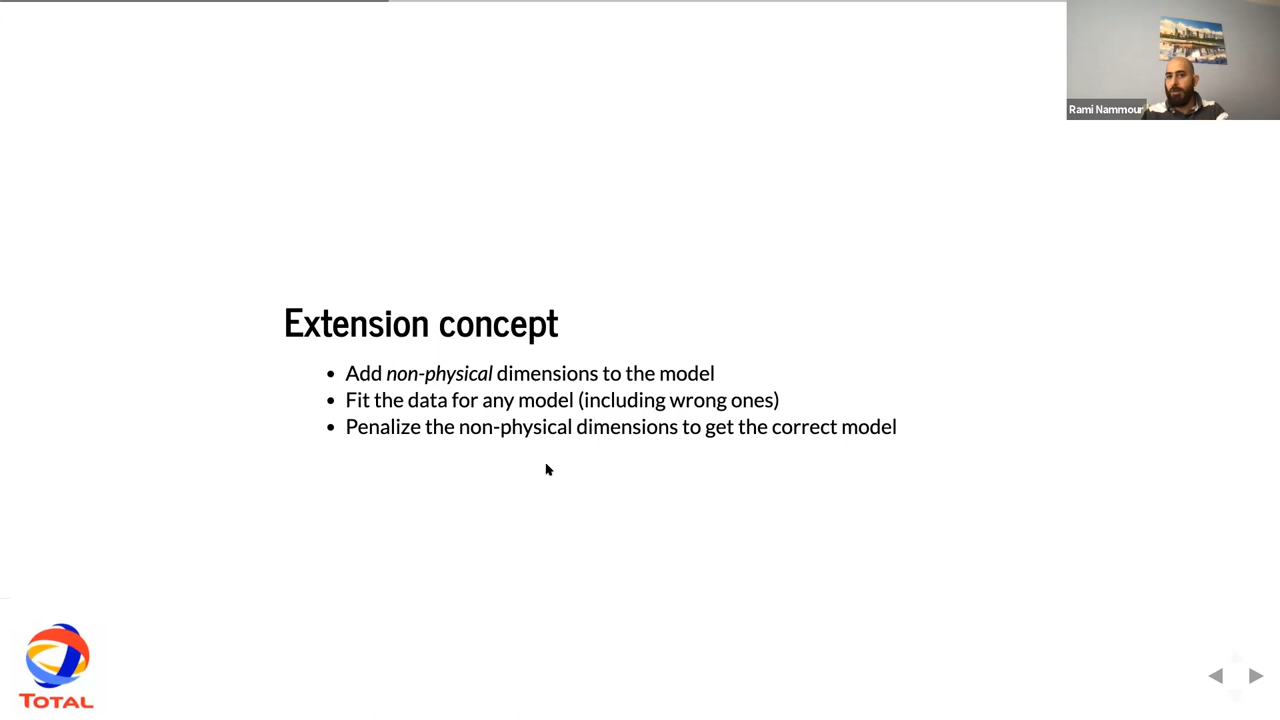 Rami Nammour
Extension concept
• Add non-physical dimensions to the model
• Fit the data for any model (including wrong ones)
• Penalize the non-physical dimensions to get the correct model
TOTAL